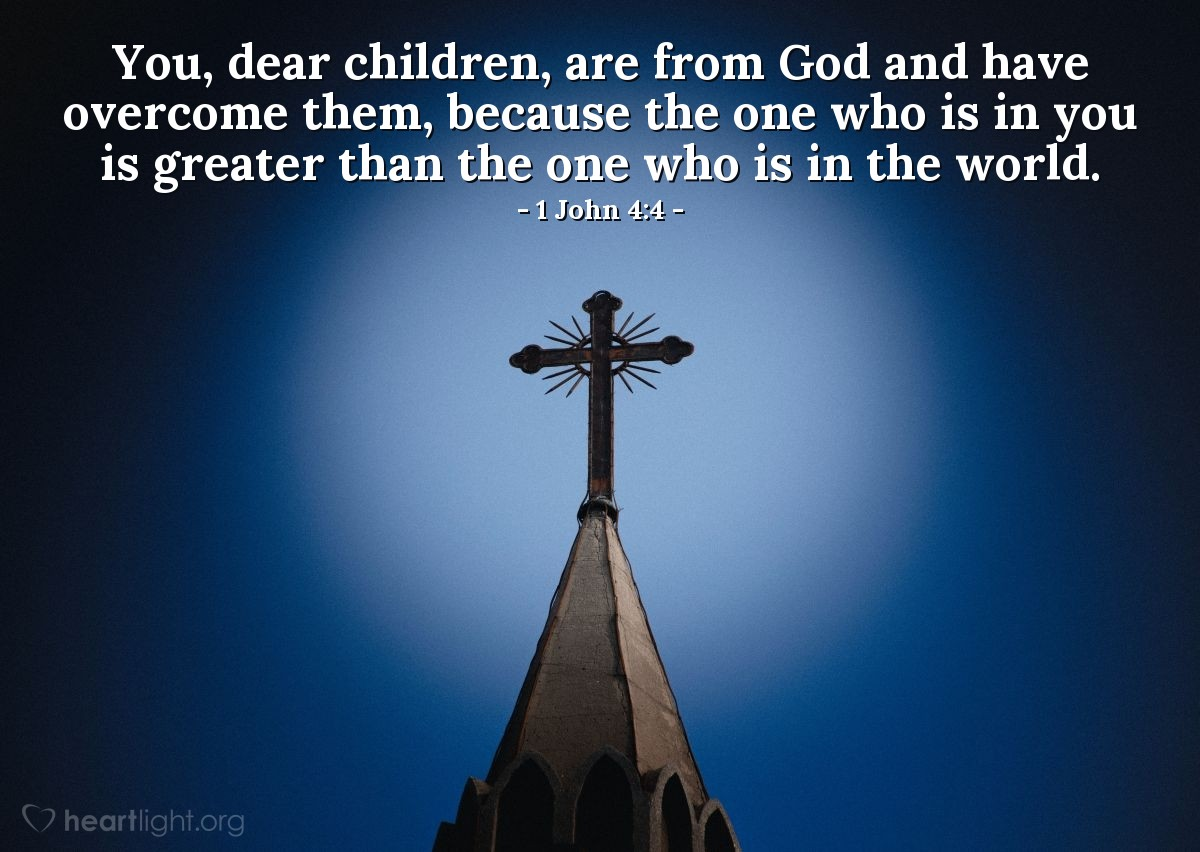 You, dear children, are from God and have
overcome them, because the one who is in you
is greater than the one who is in the world.
- 1 John 4:4 -
heartlight.org